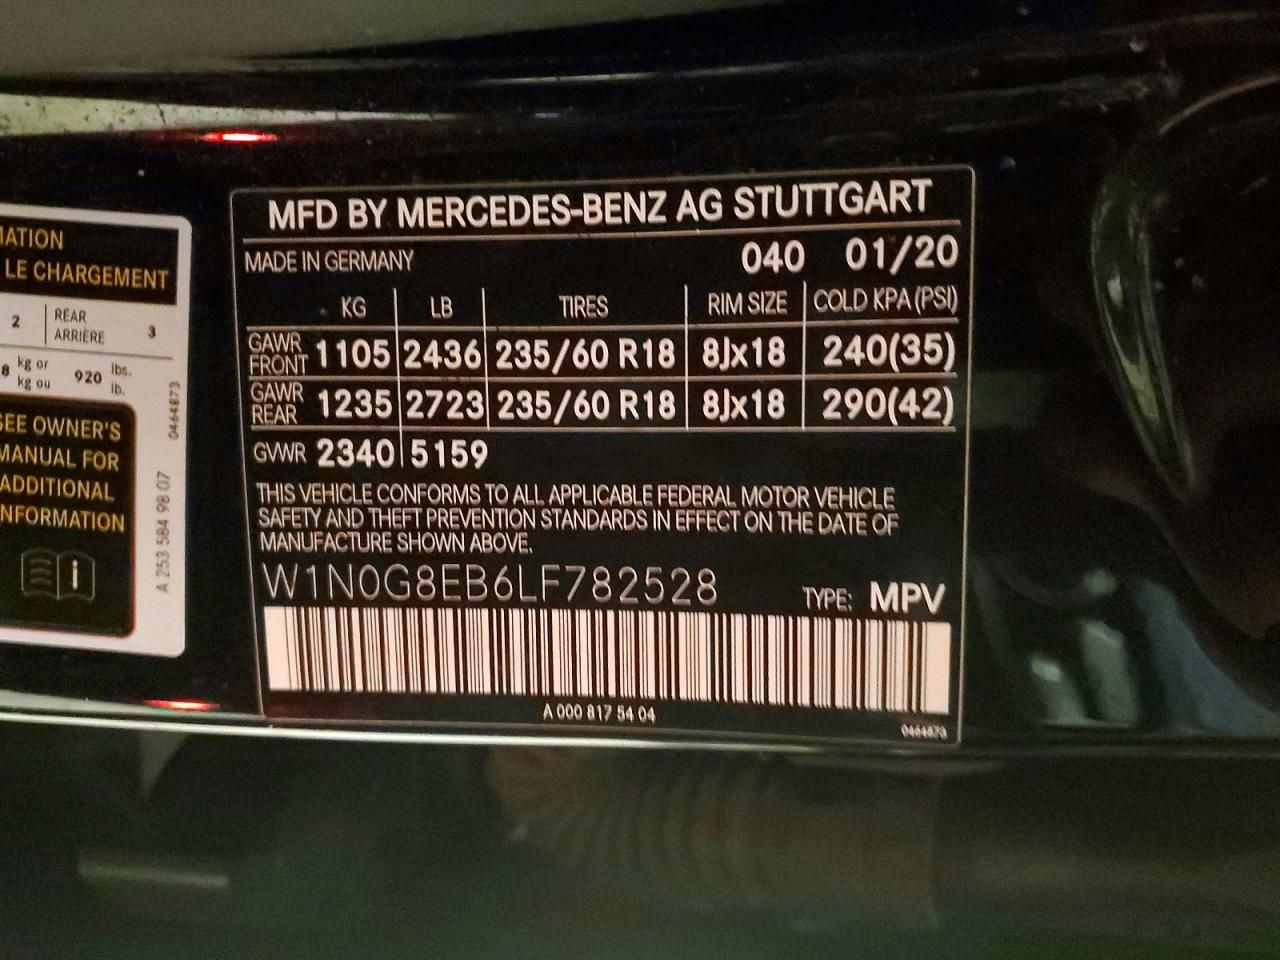 MATION
LE CHARGEMENT
2 REAR ARRIÈRE 3
8 kg or kg ou 920 lbs. lb.
SEE OWNER'S
MANUAL FOR
ADDITIONAL
INFORMATION
i
0464873
A 253 584 98 07
MFD BY MERCEDES-BENZ AG STUTTGART
MADE IN GERMANY 040 01/20
KG LB TIRES RIM SIZE COLD KPA (PSI)
GAWR FRONT 1105 2436 235/60 R18 8Jx18 240(35)
GAWR REAR 1235 2723 235/60 R18 8Jx18 290(42)
GVWR 2340 5159
THIS VEHICLE CONFORMS TO ALL APPLICABLE FEDERAL MOTOR VEHICLE
SAFETY AND THEFT PREVENTION STANDARDS IN EFFECT ON THE DATE OF
MANUFACTURE SHOWN ABOVE.
W1N0G8EB6LF782528 TYPE: MPV
A 000 817 54 04
0464873